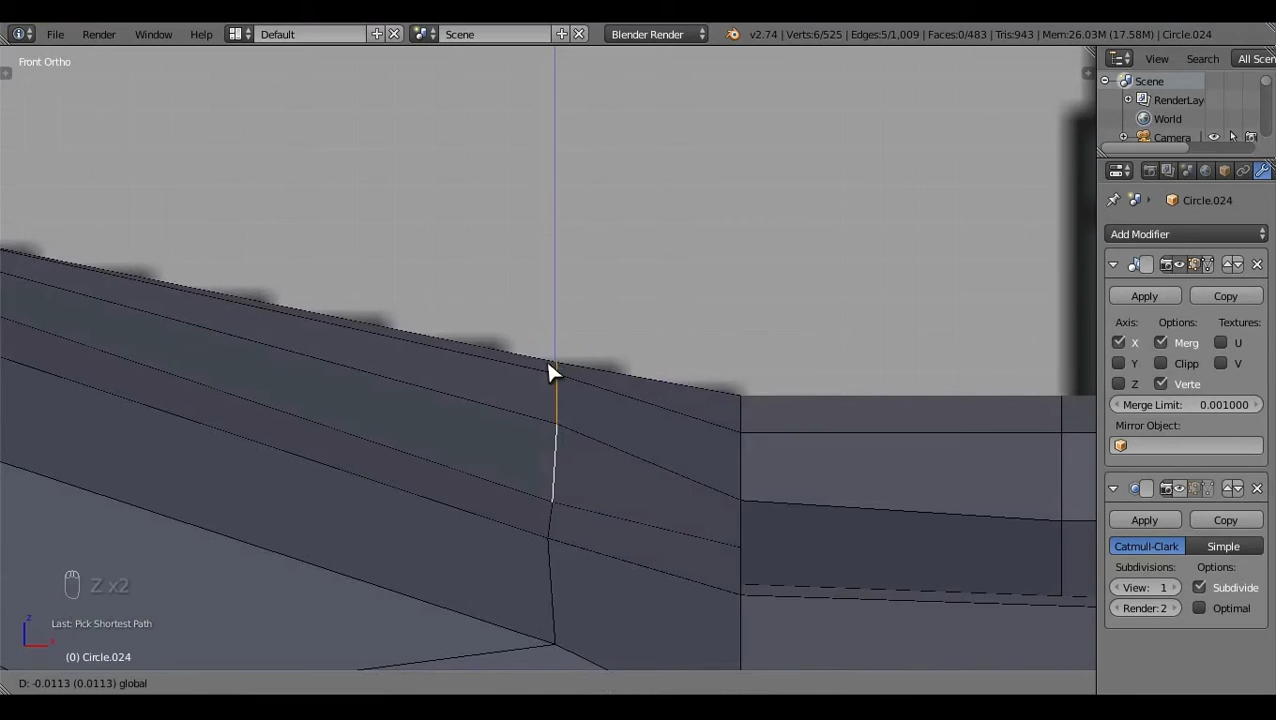 File Render Window Help Default Scene Blender Render v2.74 | Verts:6/525 | Edges:5/1,009 | Faces:0/483 | Tris:943 | Mem:26.03M (17.58M) | Circle.024
Front Ortho
View Search All Scen
Scene
RenderLay
World
Camera
Circle.024
Add Modifier
Apply Copy
Axis: Options: Textures:
X Merg U
Y Clipp V
Z Verte
Merge Limit: 0.001000
Mirror Object:
Apply Copy
Catmull-Clark Simple
Subdivisions: Options:
View: 1 Subdivide
Render: 2 Optimal
Z x2
Last: Pick Shortest Path
z
x
(0) Circle.024
D: -0.0113 (0.0113) global